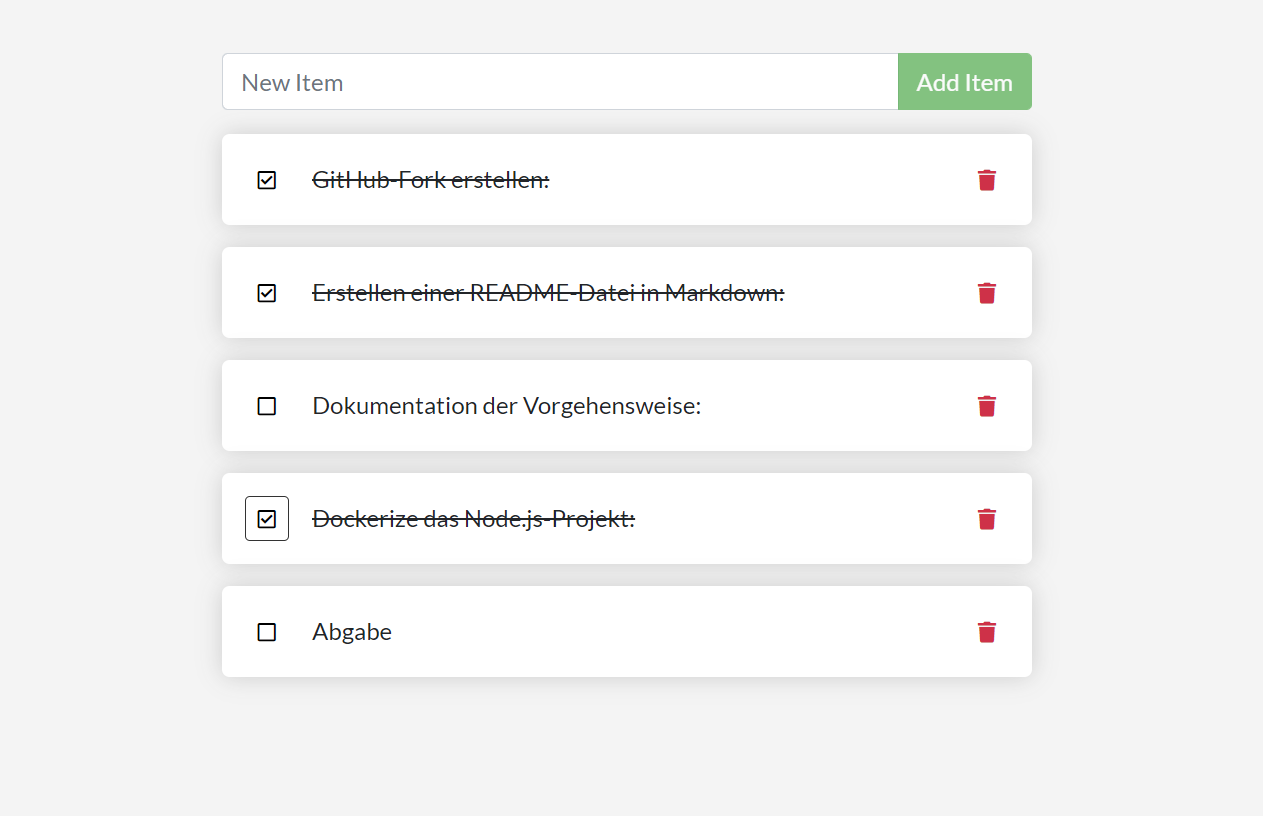 New Item
Add Item
GitHub-Fork erstellen:
Erstellen einer README-Datei in Markdown:
Dokumentation der Vorgehensweise:
Dockerize das Node.js-Projekt:
Abgabe